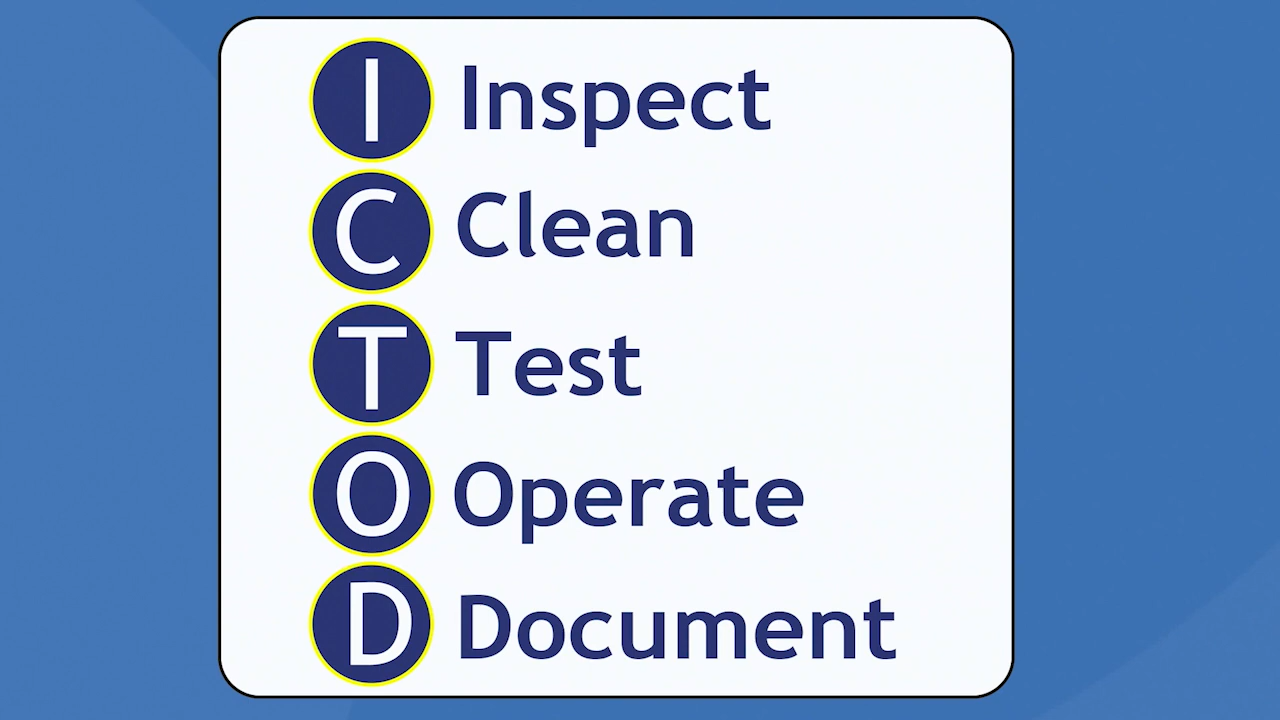 I Inspect
C Clean
T Test
O Operate
D Document